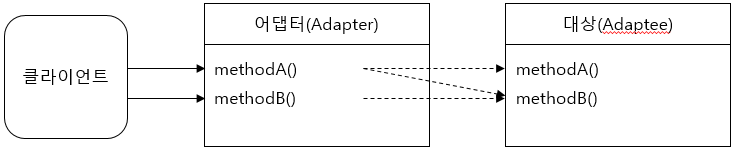 클라이언트
어댑터(Adapter)
methodA()
methodB()
대상(Adaptee)
methodA()
methodB()